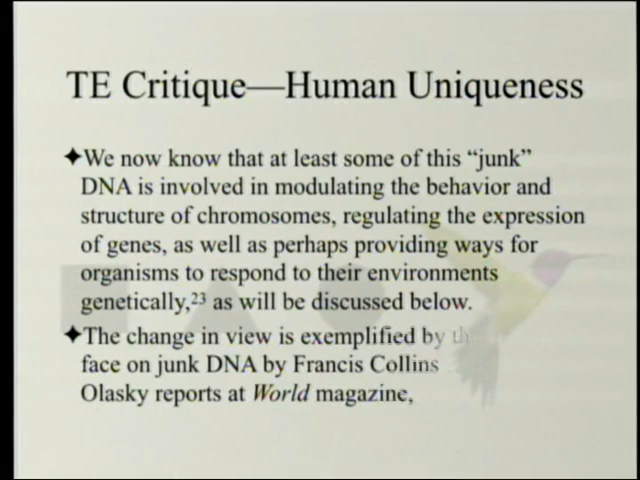 TE Critique—Human Uniqueness
✦We now know that at least some of this “junk”
DNA is involved in modulating the behavior and
structure of chromosomes, regulating the expression
of genes, as well as perhaps providing ways for
organisms to respond to their environments
genetically,²³ as will be discussed below.
✦The change in view is exemplified by th
face on junk DNA by Francis Collins
Olasky reports at World magazine,